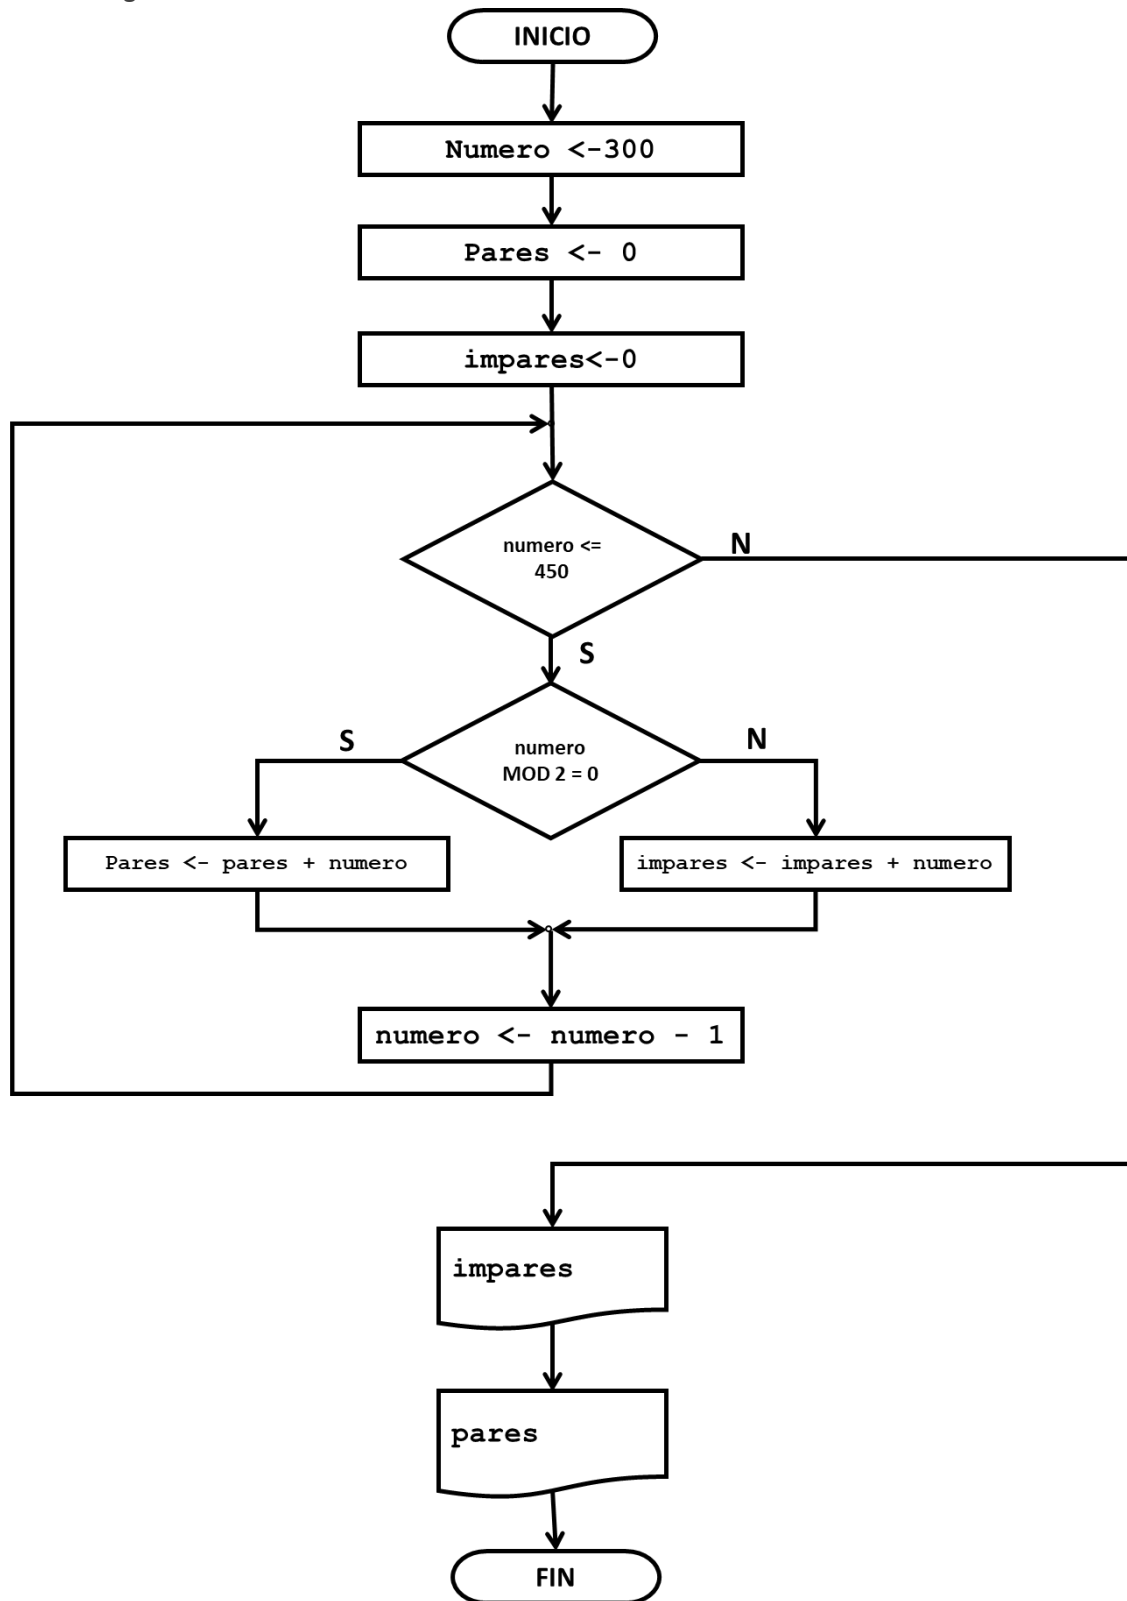 INICIO
Numero <-300
Pares <- 0
impares<-0
numero <=
450
N
S
numero
MOD 2 = 0
S
N
Pares <- pares + numero
impares <- impares + numero
numero <- numero - 1
impares
pares
FIN